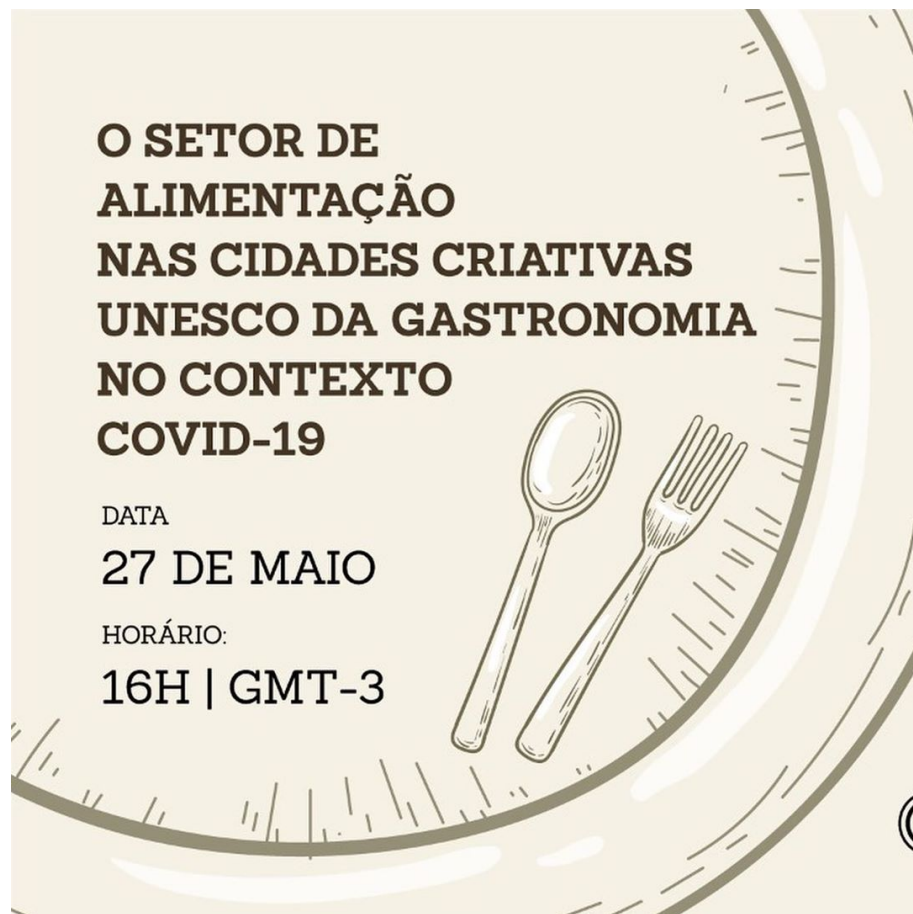 O SETOR DE
ALIMENTAÇÃO
NAS CIDADES CRIATIVAS
UNESCO DA GASTRONOMIA
NO CONTEXTO
COVID-19
DATA
27 DE MAIO
HORÁRIO:
16H | GMT-3